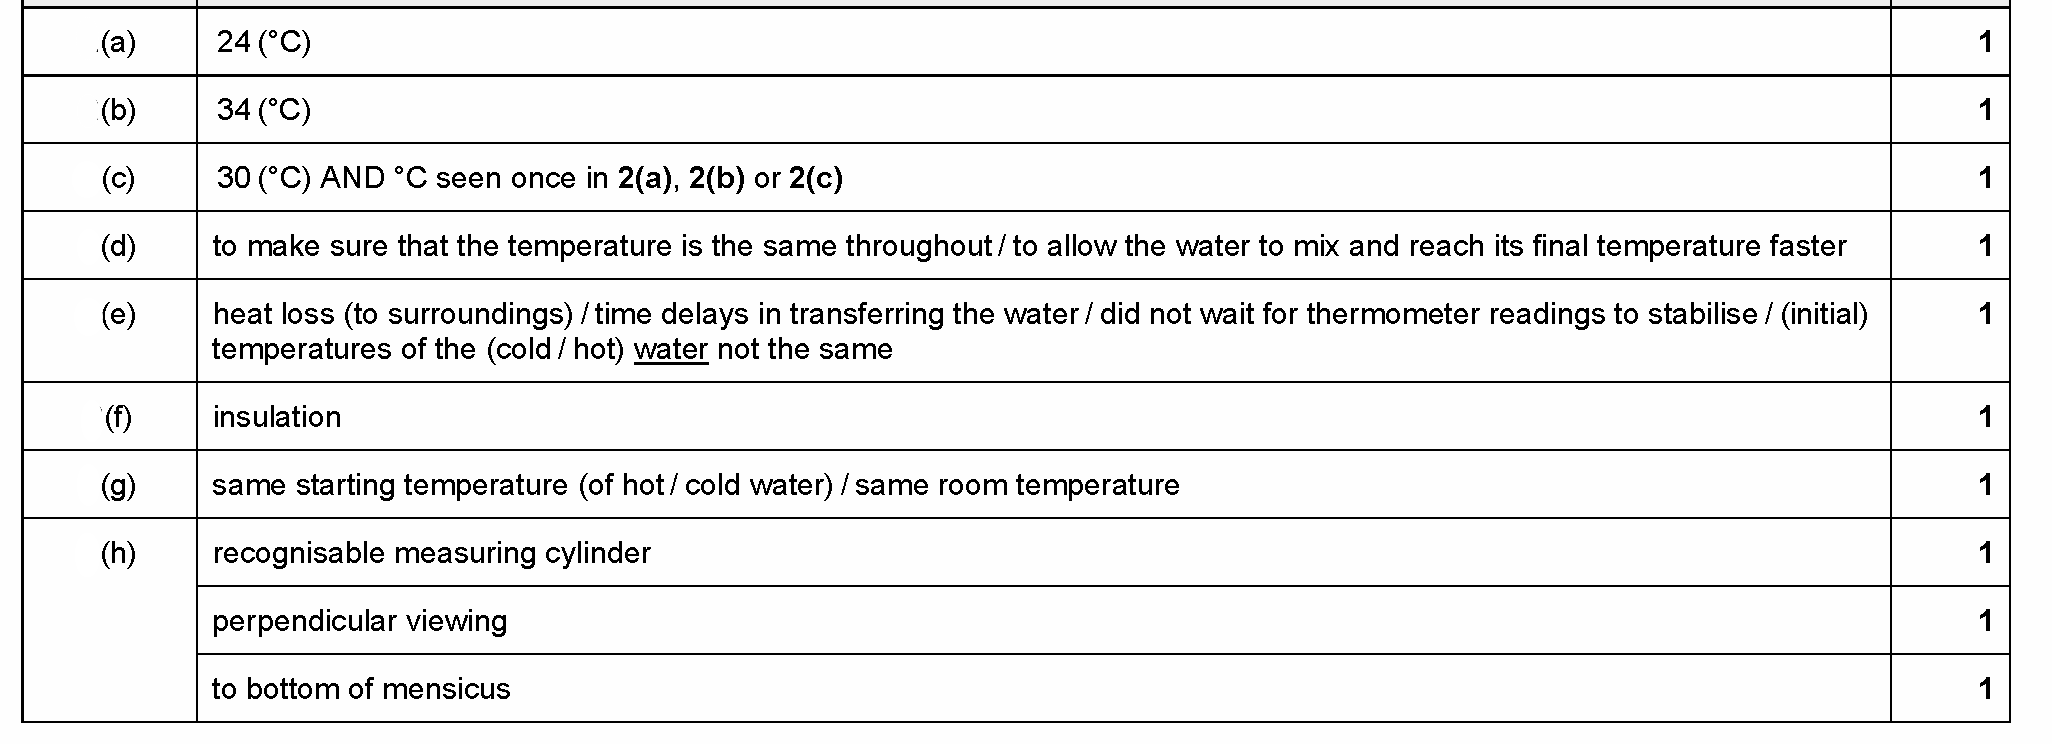 (a) 24 (°C) 1
(b) 34 (°C) 1
(c) 30 (°C) AND °C seen once in 2(a), 2(b) or 2(c) 1
(d) to make sure that the temperature is the same throughout / to allow the water to mix and reach its final temperature faster 1
(e) heat loss (to surroundings) / time delays in transferring the water / did not wait for thermometer readings to stabilise / (initial) 1
temperatures of the (cold / hot) water not the same
(f) insulation 1
(g) same starting temperature (of hot / cold water) / same room temperature 1
(h) recognisable measuring cylinder 1
perpendicular viewing 1
to bottom of mensicus 1